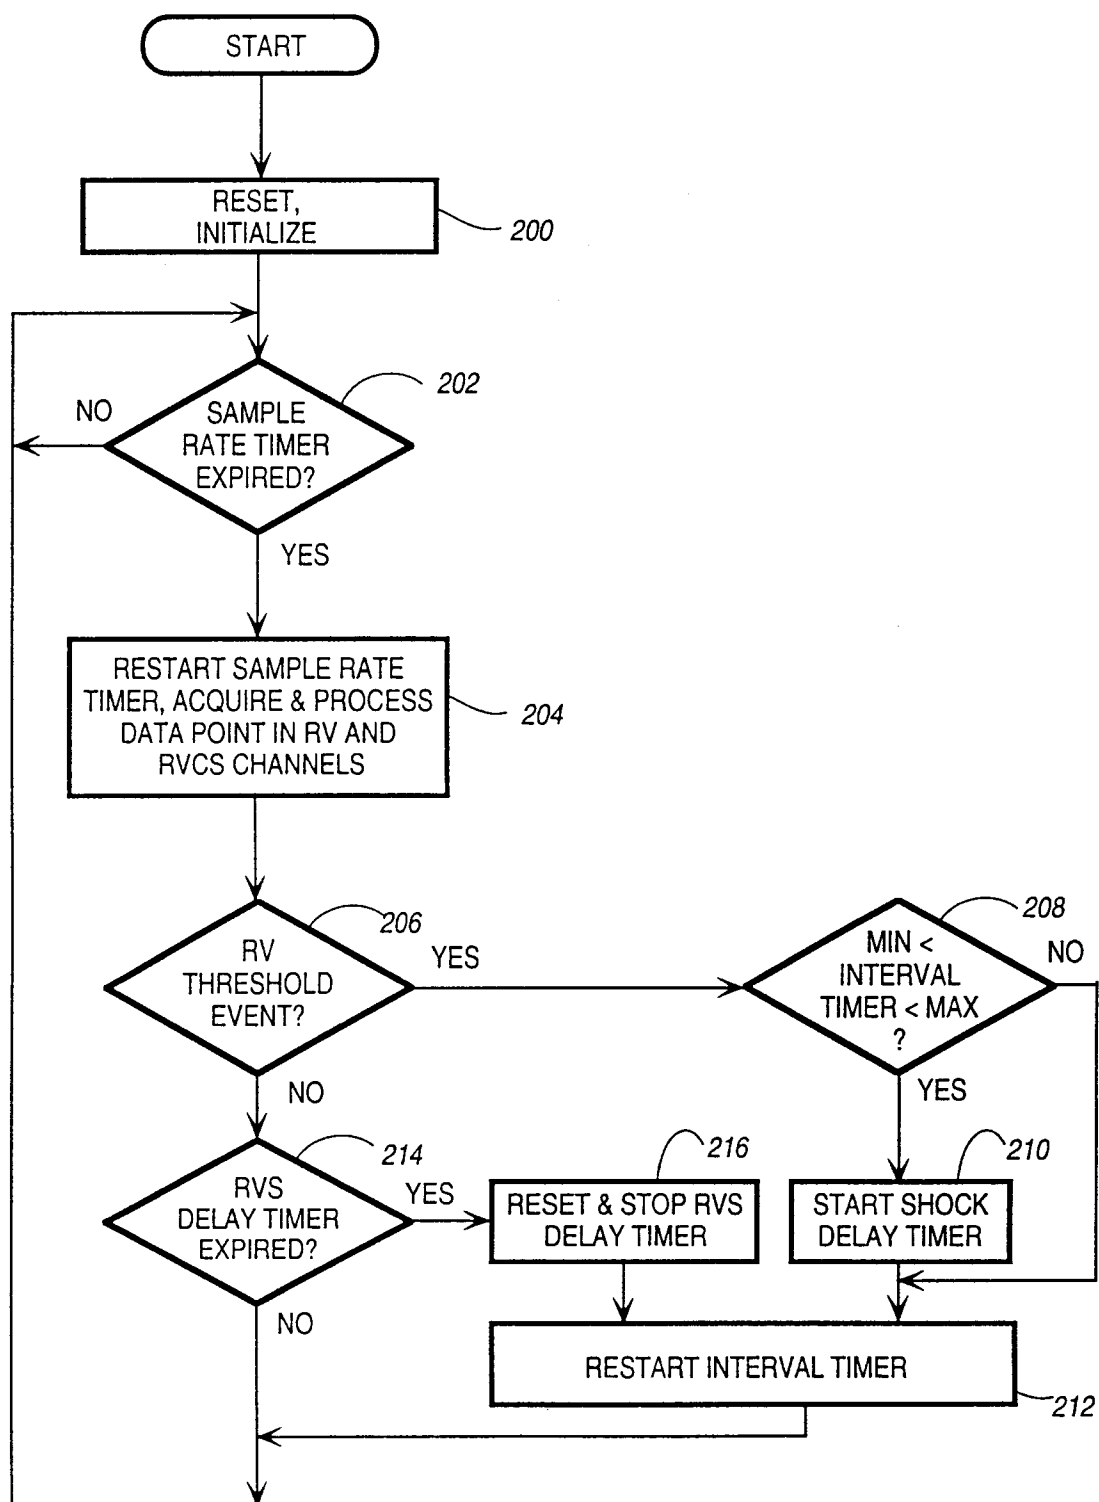 START
RESET,
INITIALIZE
200
202
NO
SAMPLE
RATE TIMER
EXPIRED?
YES
RESTART SAMPLE RATE
TIMER, ACQUIRE & PROCESS
DATA POINT IN RV AND
RVCS CHANNELS
204
206
RV
THRESHOLD
EVENT?
YES
208
MIN <
INTERVAL
TIMER < MAX
?
NO
YES
NO
214
RVS
DELAY TIMER
EXPIRED?
YES
216
RESET & STOP RVS
DELAY TIMER
210
START SHOCK
DELAY TIMER
NO
RESTART INTERVAL TIMER
212